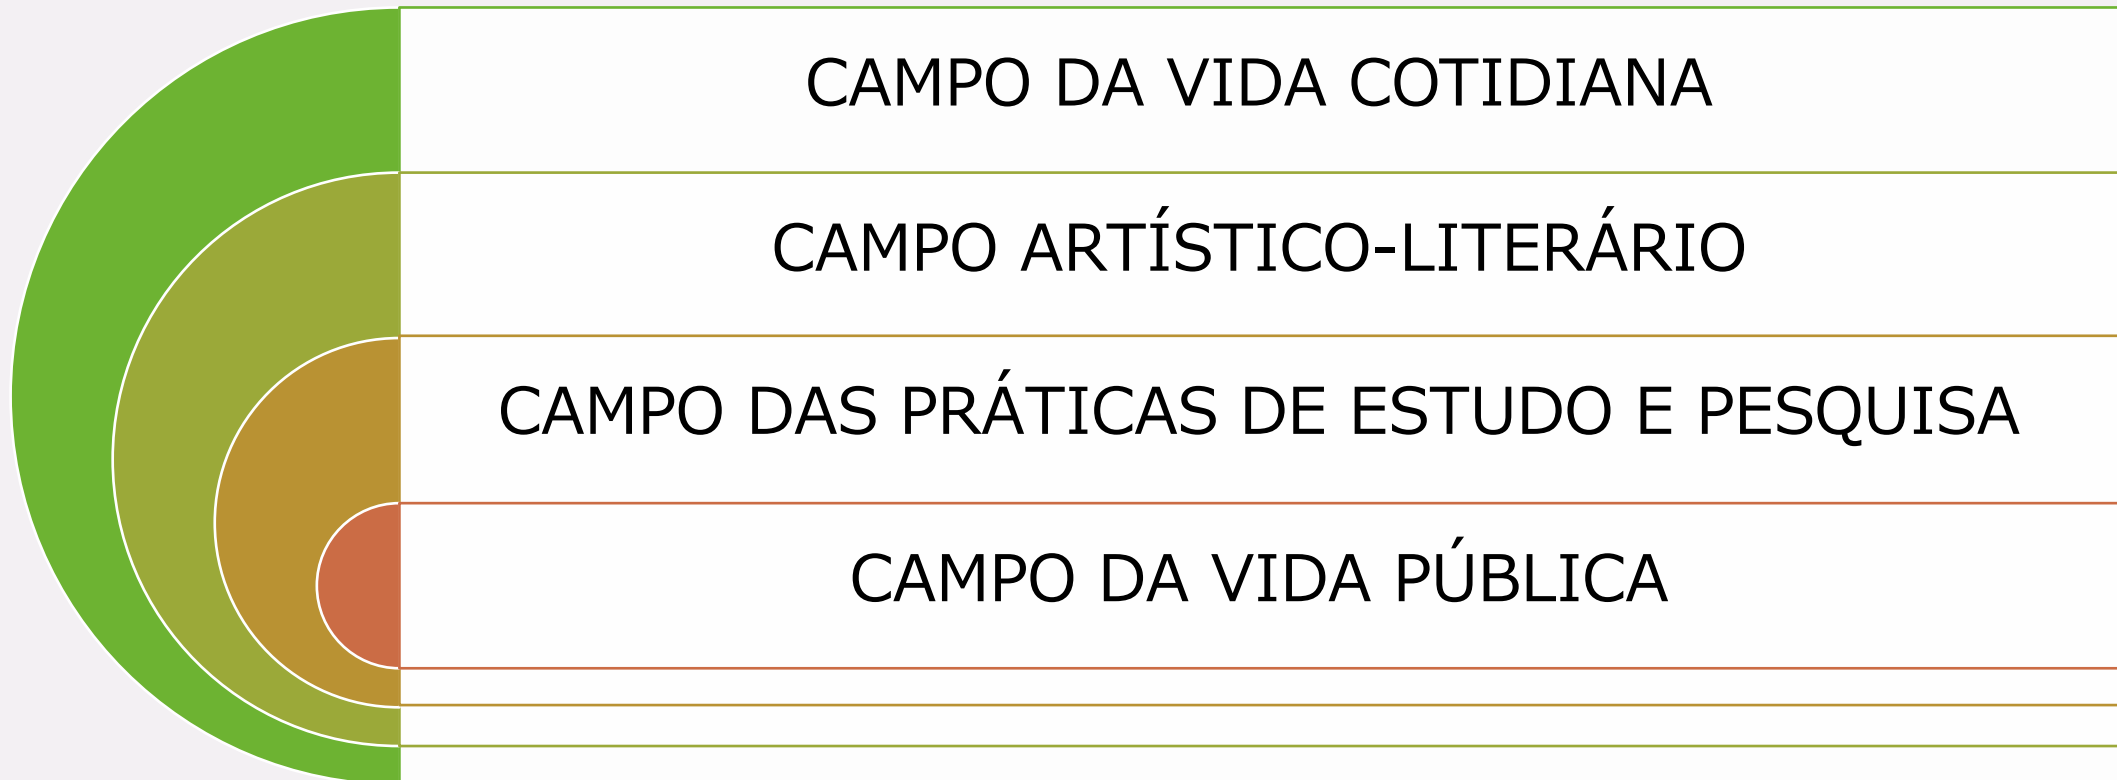 CAMPO DA VIDA COTIDIANA
CAMPO ARTÍSTICO-LITERÁRIO
CAMPO DAS PRÁTICAS DE ESTUDO E PESQUISA
CAMPO DA VIDA PÚBLICA